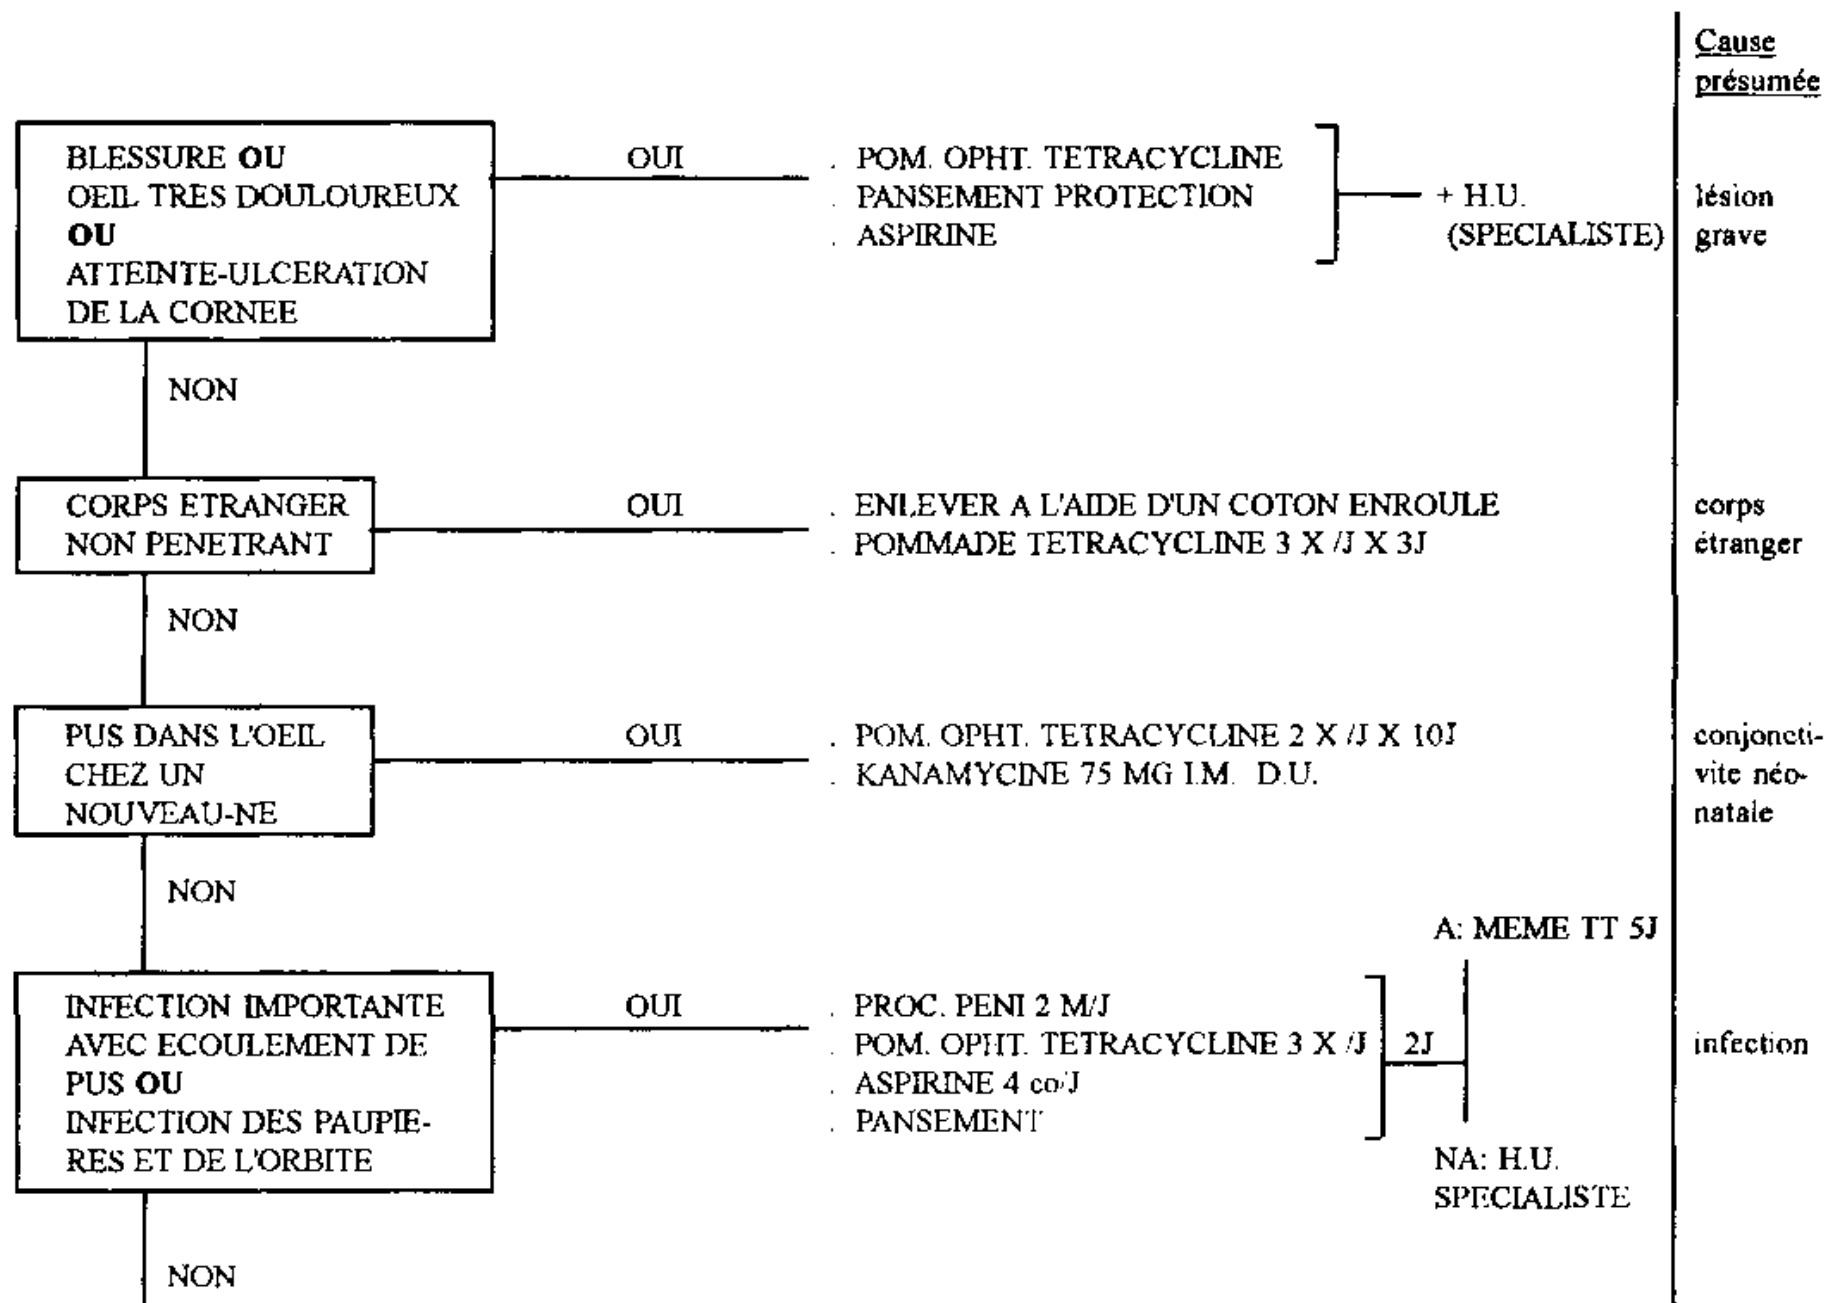 Cause
présumée
BLESSURE OU
OEIL TRES DOULOUREUX
OU
ATTEINTE-ULCERATION
DE LA CORNEE
OUI
. POM. OPHT. TETRACYCLINE
. PANSEMENT PROTECTION
. ASPIRINE
+ H.U.
(SPECIALISTE)
lésion
grave
NON
CORPS ETRANGER
NON PENETRANT
OUI
. ENLEVER A L'AIDE D'UN COTON ENROULE
. POMMADE TETRACYCLINE 3 X /J X 3J
corps
étranger
NON
PUS DANS L'OEIL
CHEZ UN
NOUVEAU-NE
OUI
. POM. OPHT. TETRACYCLINE 2 X /J X 10J
. KANAMYCINE 75 MG I.M. D.U.
conjoncti-
vite néo-
natale
NON
INFECTION IMPORTANTE
AVEC ECOULEMENT DE
PUS OU
INFECTION DES PAUPIE-
RES ET DE L'ORBITE
OUI
. PROC. PENI 2 M/J
. POM. OPHT. TETRACYCLINE 3 X /J
. ASPIRINE 4 co/J
. PANSEMENT
2J
A: MEME TT 5J
NA: H.U.
SPECIALISTE
infection
NON